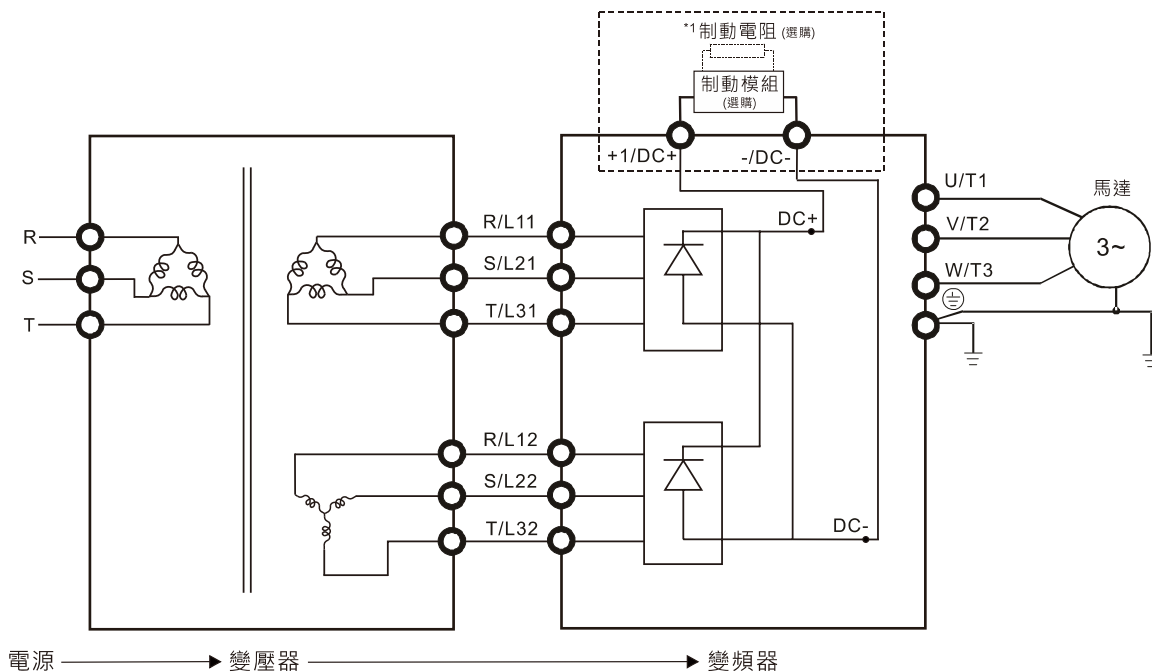 *1制動電阻 (選購)
制動模組
(選購)
+1/DC+
-/DC-
R
S
T
R/L11
S/L21
T/L31
R/L12
S/L22
T/L32
DC+
DC-
U/T1
V/T2
W/T3
馬達
3~
電源
變壓器
變頻器